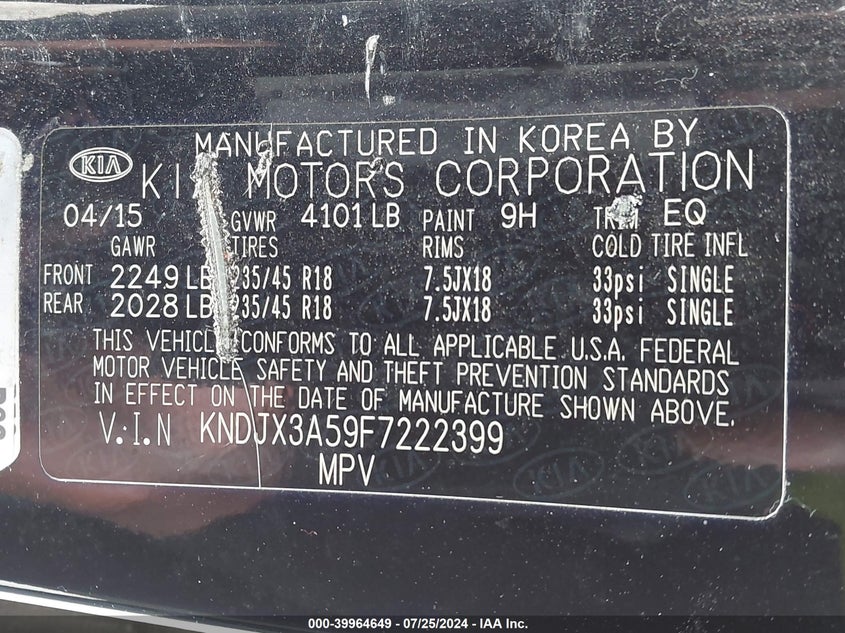 MANUFACTURED IN KOREA BY
KIA MOTORS CORPORATION
04/15 GVWR 4101 LB PAINT 9H TRIM EQ
GAWR TIRES RIMS COLD TIRE INFL
FRONT 2249 LB 235/45 R18 7.5JX18 33psi SINGLE
REAR 2028 LB 235/45 R18 7.5JX18 33psi SINGLE
THIS VEHICLE CONFORMS TO ALL APPLICABLE U.S.A. FEDERAL
MOTOR VEHICLE SAFETY AND THEFT PREVENTION STANDARDS
IN EFFECT ON THE DATE OF MANUFACTURE SHOWN ABOVE.
V.I.N KNDJX3A59F7222399
MPV
000-39964649 - 07/25/2024 - IAA Inc.